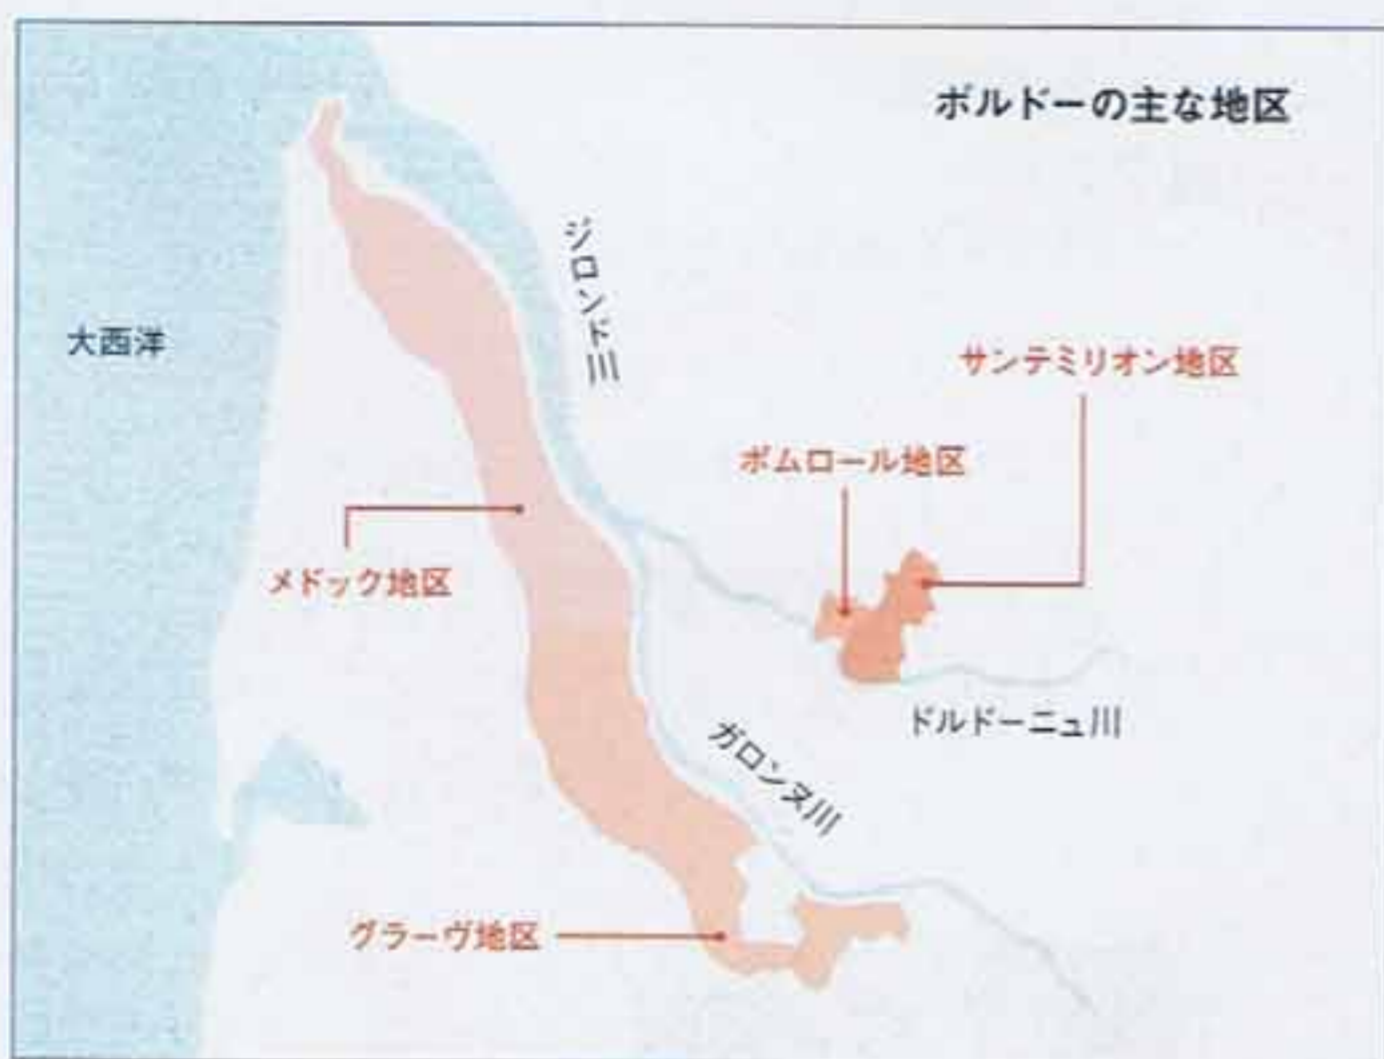 ボルドーの主な地区
ジロンド川
大西洋
サンテミリオン地区
ポムロール地区
メドック地区
ドルドーニュ川
ガロンヌ川
グラーヴ地区